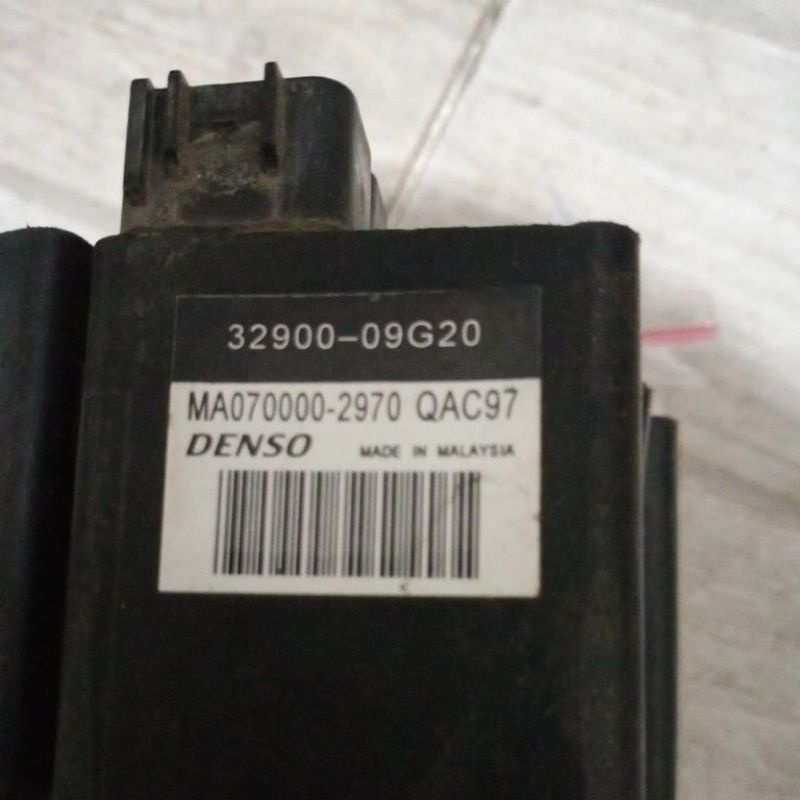 32900-09G20
MA070000-2970 QAC97
DENSO MADE IN MALAYSIA